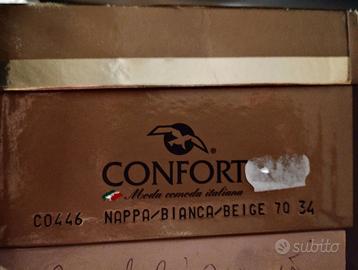 CONFORT
Moda comoda italiana
C0446 NAPPA/BIANCA/BEIGE 70 34
subito